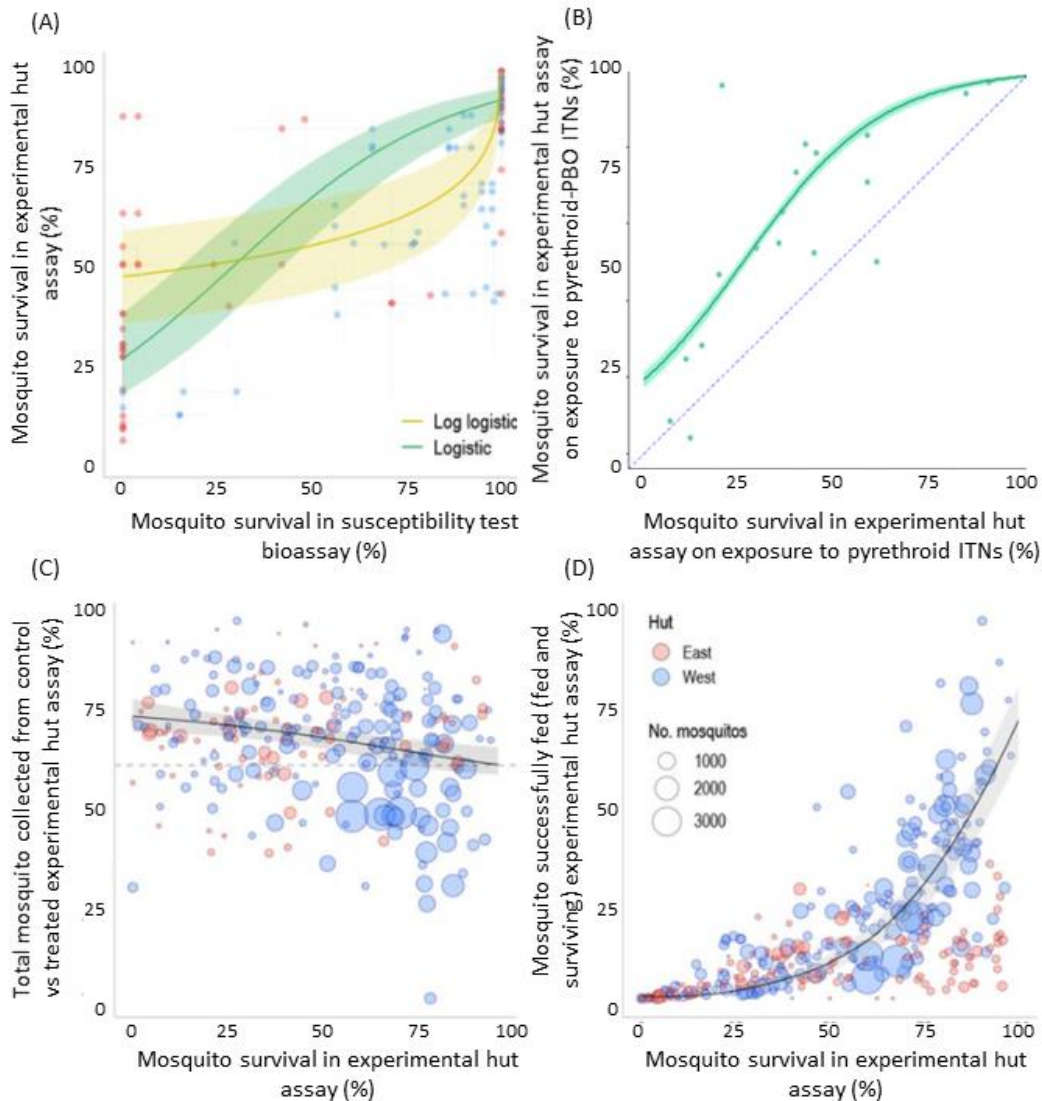 (A)
Mosquito survival in experimental hut
assay (%)
100
75
50
25
0
Log logistic
Logistic
0
25
50
75
100
Mosquito survival in susceptibility test
bioassay (%)
(B)
Mosquito survival in experimental hut assay
on exposure to pyrethroid-PBO ITNs (%)
100
75
50
25
0
0
25
50
75
100
Mosquito survival in experimental hut
assay on exposure to pyrethroid ITNs (%)
(C)
Total mosquito collected from control
vs treated experimental hut assay (%)
100
75
50
25
0
0
25
50
75
100
Mosquito survival in experimental hut
assay (%)
(D)
Mosquito successfully fed (fed and
surviving) experimental hut assay (%)
100
75
50
25
0
Hut
East
West
No. mosquitos
1000
2000
3000
0
25
50
75
100
Mosquito survival in experimental hut
assay (%)